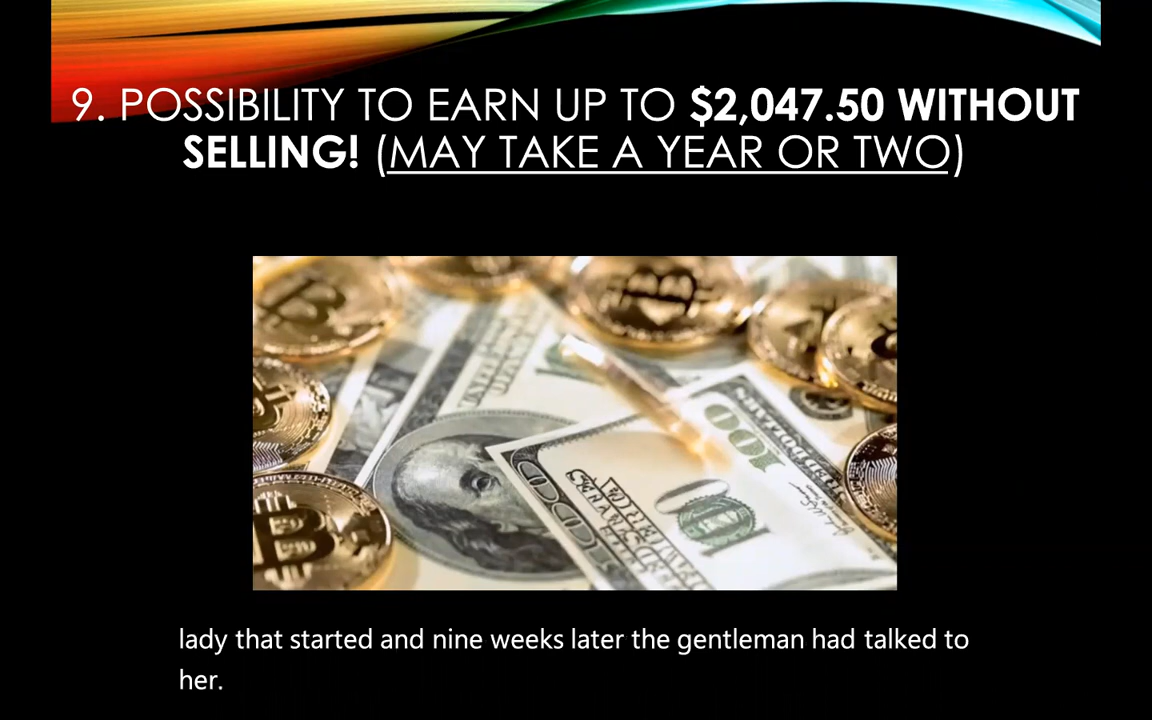 9. POSSIBILITY TO EARN UP TO $2,047.50 WITHOUT
SELLING! (MAY TAKE A YEAR OR TWO)
100
lady that started and nine weeks later the gentleman had talked to
her.